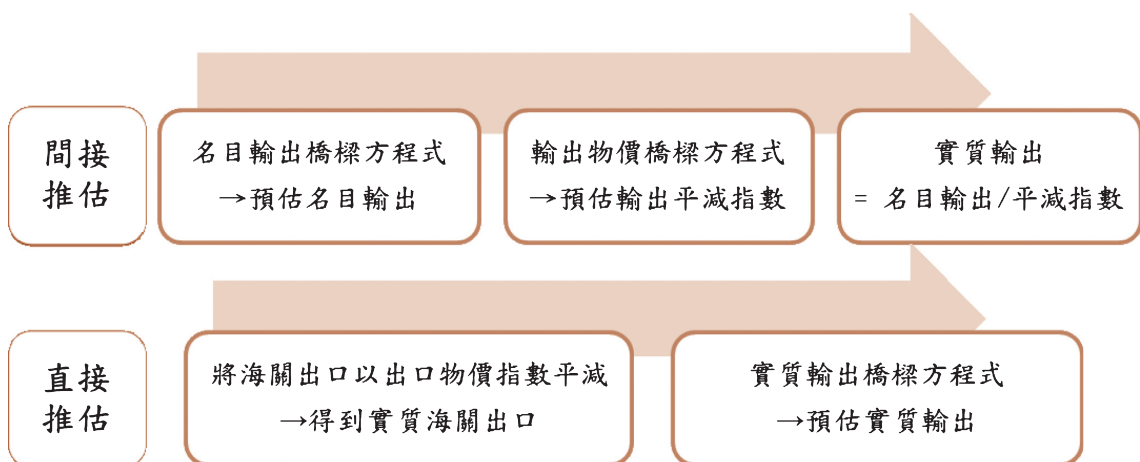 間接
推估
名目輸出橋樑方程式
→預估名目輸出
輸出物價橋樑方程式
→預估輸出平減指數
實質輸出
= 名目輸出/平減指數
直接
推估
將海關出口以出口物價指數平減
→得到實質海關出口
實質輸出橋樑方程式
→預估實質輸出